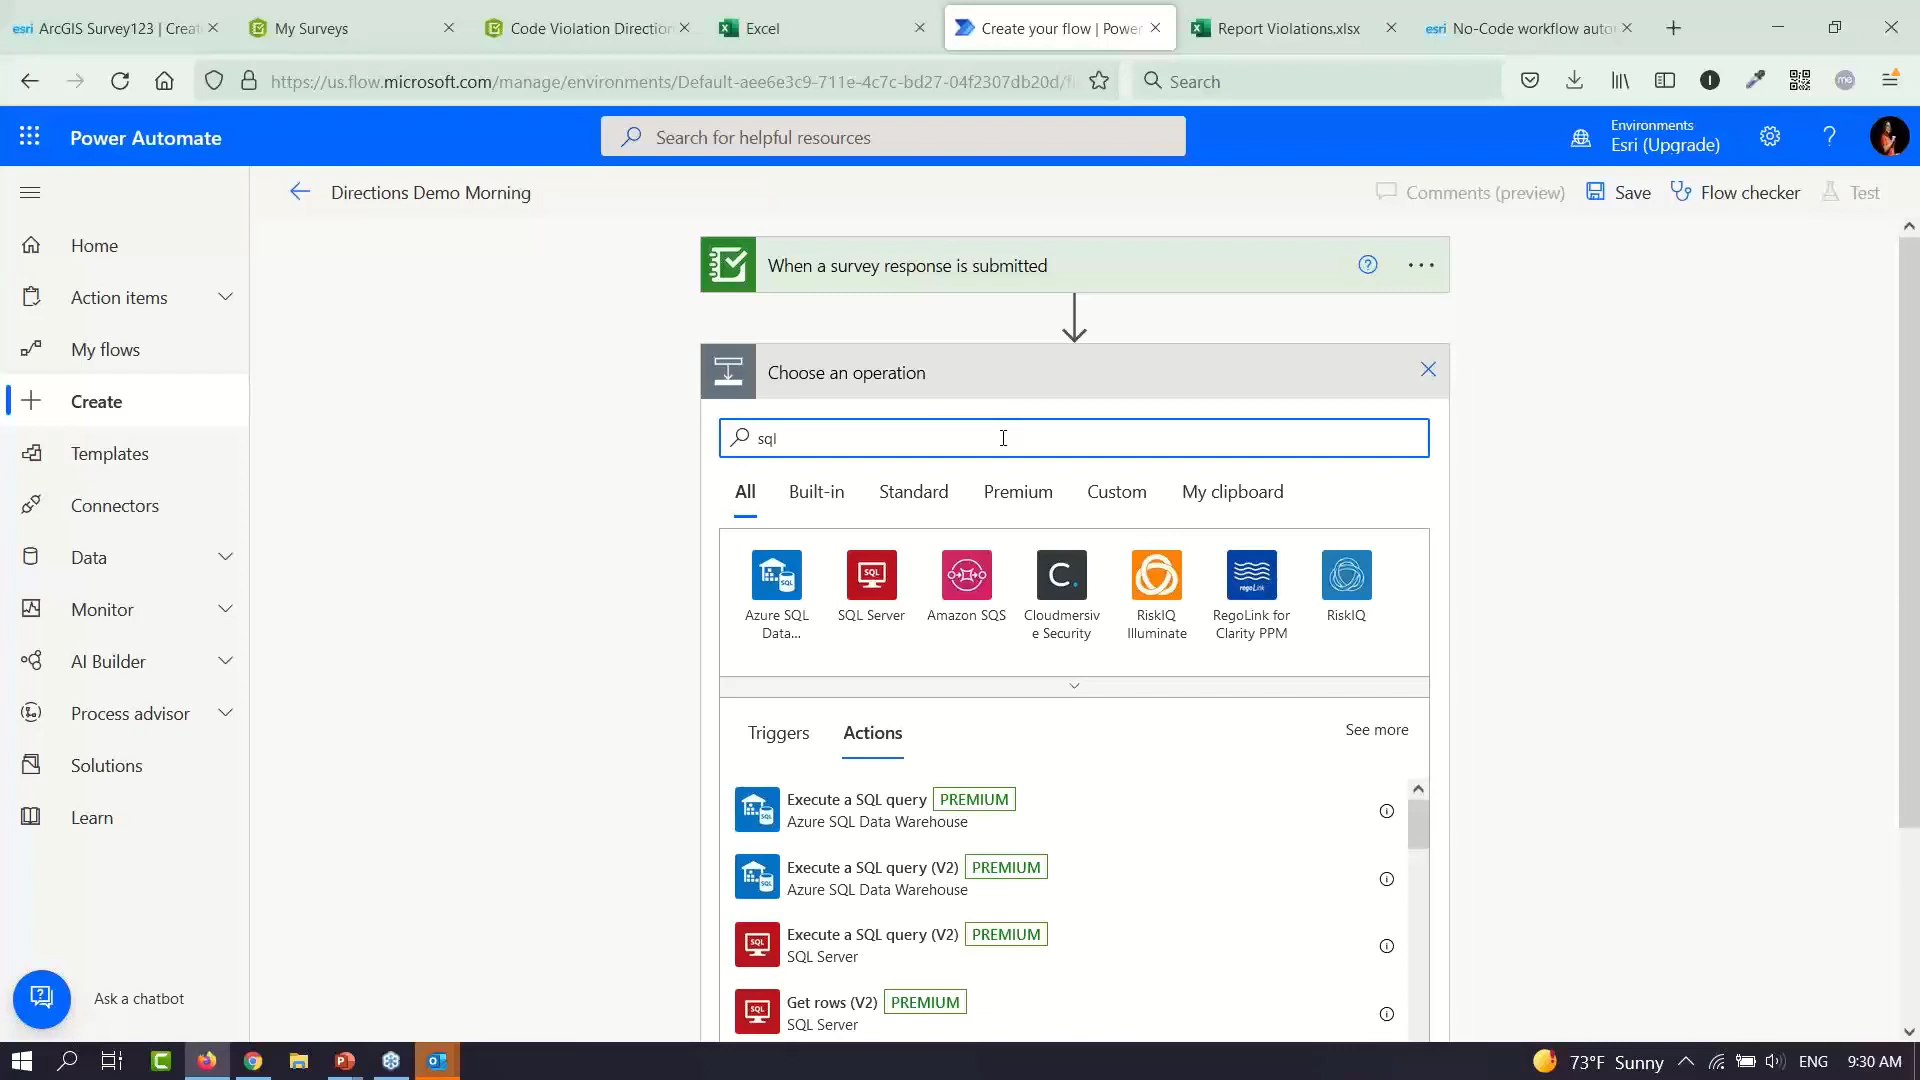 esri ArcGIS Survey123 | Creat
My Surveys
Code Violation Direction
Excel
Create your flow | Power
Report Violations.xlsx
esri No-Code workflow auto
https://us.flow.microsoft.com/manage/environments/Default-aee6e3c9-711e-4c7c-bd27-04f2307db20d/fl
Search
Power Automate
Search for helpful resources
Environments
Esri (Upgrade)
Directions Demo Morning
Comments (preview)
Save
Flow checker
Test
Home
Action items
My flows
Create
Templates
Connectors
Data
Monitor
AI Builder
Process advisor
Solutions
Learn
Ask a chatbot
When a survey response is submitted
Choose an operation
sql
All
Built-in
Standard
Premium
Custom
My clipboard
Azure SQL
Data...
SQL Server
Amazon SQS
Cloudmersiv
e Security
RiskIQ
Illuminate
RegoLink for
Clarity PPM
RiskIQ
Triggers
Actions
See more
Execute a SQL query PREMIUM
Azure SQL Data Warehouse
Execute a SQL query (V2) PREMIUM
Azure SQL Data Warehouse
Execute a SQL query (V2) PREMIUM
SQL Server
Get rows (V2) PREMIUM
SQL Server
73°F Sunny
ENG
9:30 AM